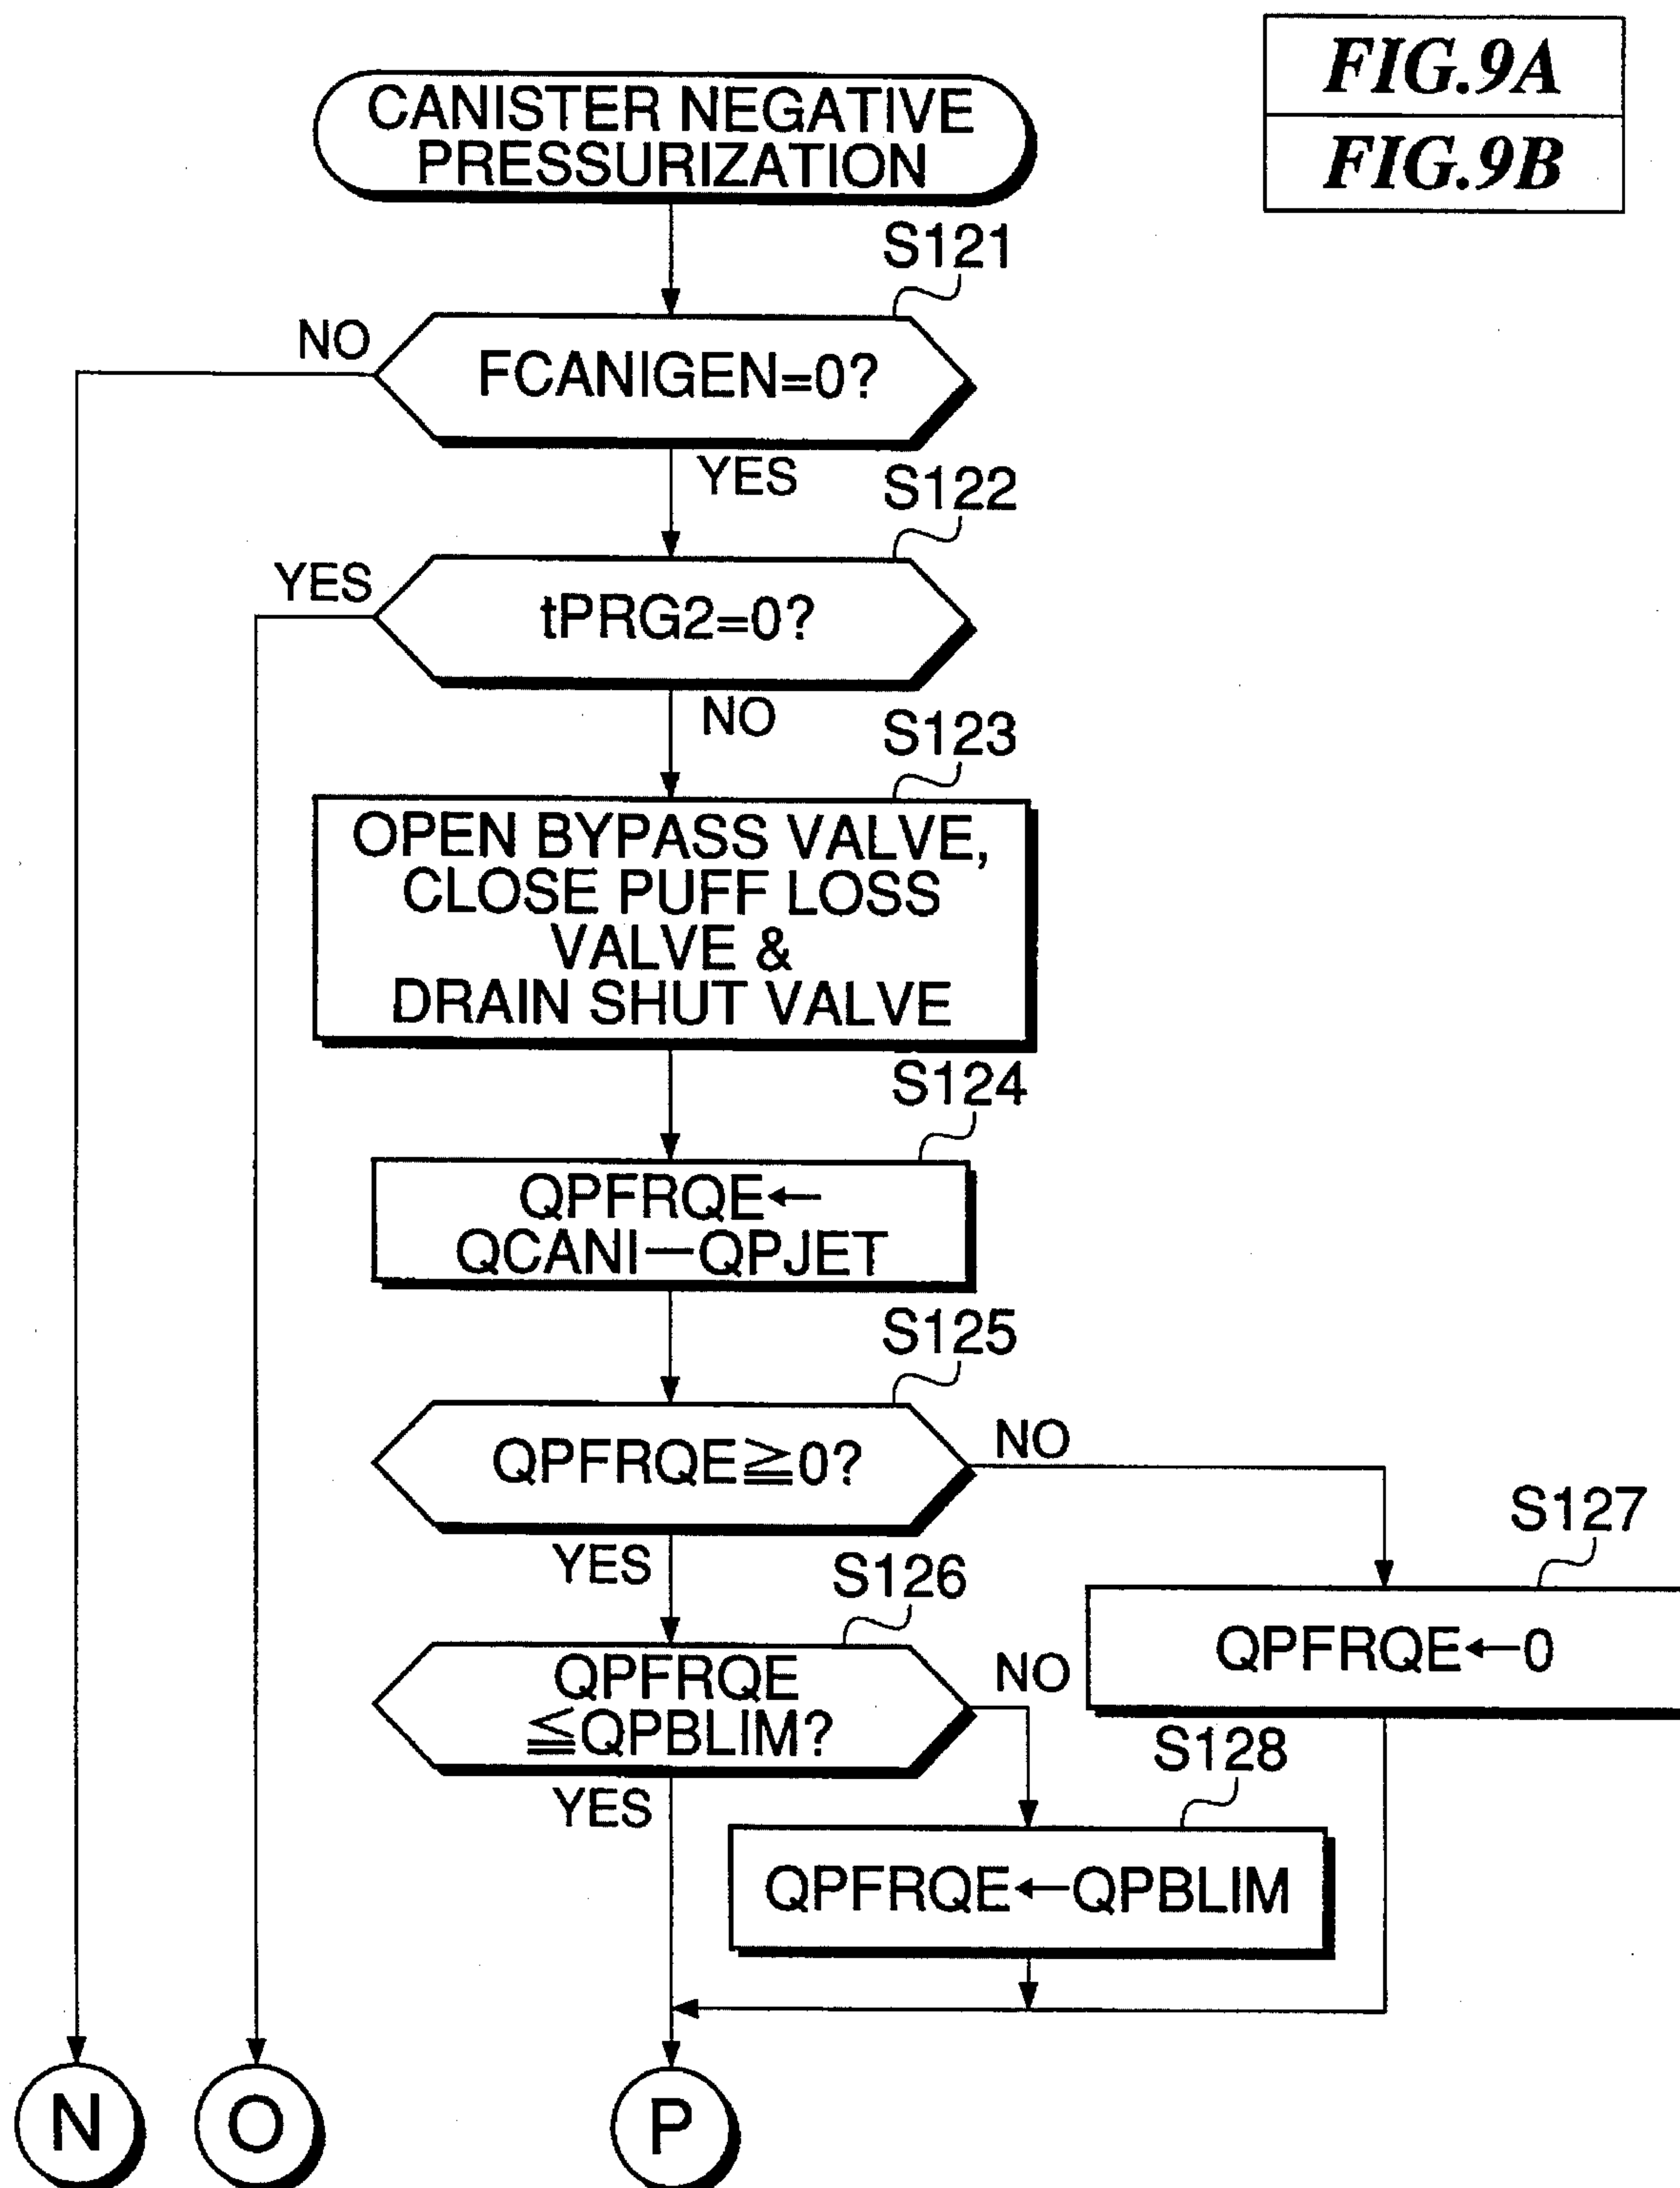 FIG.9A
FIG.9B
CANISTER NEGATIVE
PRESSURIZATION
S121
NO
FCANIGEN=0?
YES
S122
YES
tPRG2=0?
NO
S123
OPEN BYPASS VALVE,
CLOSE PUFF LOSS
VALVE &
DRAIN SHUT VALVE
S124
QPFRQE←
QCANI−QPJET
S125
QPFRQE≧0?
NO
YES
S127
QPFRQE←0
S126
QPFRQE
≦QPBLIM?
NO
YES
S128
QPFRQE←QPBLIM
N
O
P